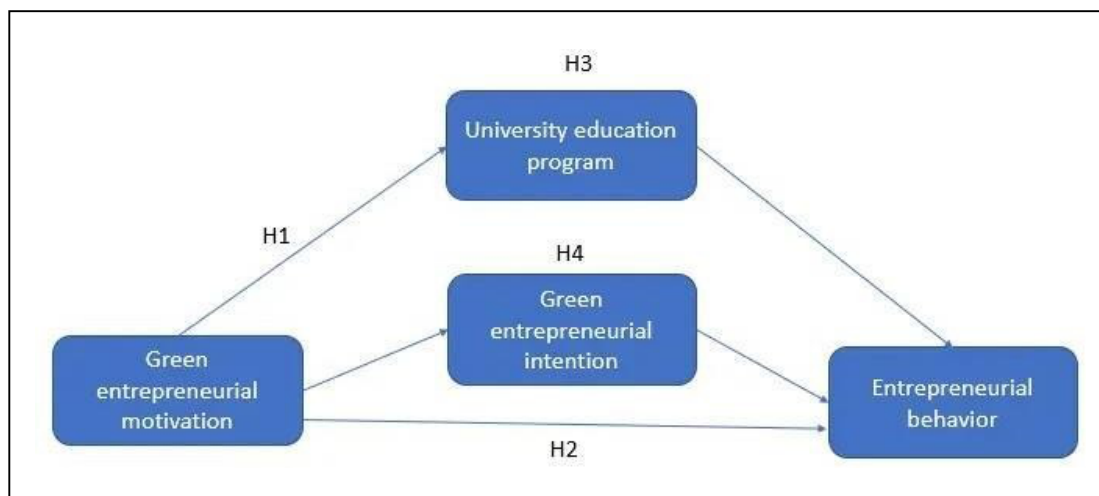 H3
University education
program
H1
H4
Green
entrepreneurial
intention
Green
entrepreneurial
motivation
Entrepreneurial
behavior
H2